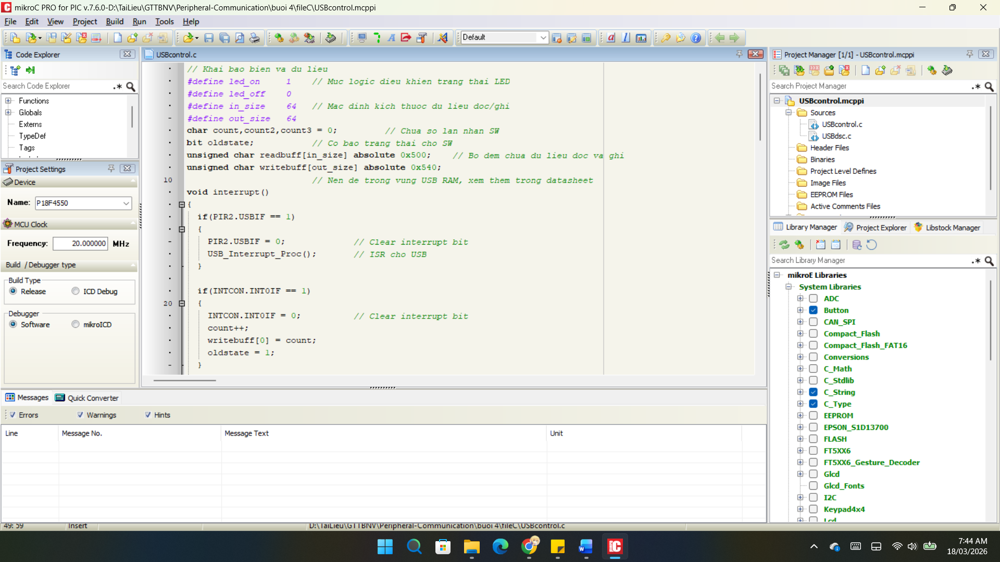 mikroC PRO for PIC v.7.6.0-D:\TaiLieu\GTTBNV\Peripheral-Communication\buoi 4\fileC\USBcontrol.mcppi
File Edit View Project Build Run Tools Help
Default
Code Explorer
Search Code Explorer
Functions
Globals
Externs
TypeDef
Tags
Project Settings
Device
Name: P18F4550
MCU Clock
Frequency: 20.000000 MHz
Build / Debugger type
Build Type
Release ICD Debug
Debugger
Software mikroICD
USBcontrol.c
// Khai bao bien va du lieu
#define led_on 1 // Muc logic dieu khien trang thai LED
#define led_off 0
#define in_size 64 // Mac dinh kich thuoc du lieu doc/ghi
#define out_size 64
char count,count2,count3 = 0; // Chua so lan nhan SW
bit oldstate; // Co bao trang thai cho SW
unsigned char readbuff[in_size] absolute 0x500; // Bo dem chua du lieu doc va ghi
unsigned char writebuff[out_size] absolute 0x540;
10 // Nen de trong vung USB RAM, xem them trong datasheet
void interrupt()
{
if(PIR2.USBIF == 1)
{
PIR2.USBIF = 0; // Clear interrupt bit
USB_Interrupt_Proc(); // ISR cho USB
}
if(INTCON.INT0IF == 1)
20 {
INTCON.INT0IF = 0; // Clear interrupt bit
count++;
writebuff[0] = count;
oldstate = 1;
}
Project Manager [1/1] - USBcontrol.mcppi
Search Project Manager
USBcontrol.mcppi
Sources
USBcontrol.c
USBdsc.c
Header Files
Binaries
Project Level Defines
Image Files
EEPROM Files
Active Comments Files
Library Manager Project Explorer Libstock Manager
Search Library Manager
mikroE Libraries
System Libraries
ADC
Button
CAN_SPI
Compact_Flash
Compact_Flash_FAT16
Conversions
C_Math
C_Stdlib
C_String
C_Type
EEPROM
EPSON_S1D13700
FLASH
FT5XX6
FT5XX6_Gesture_Decoder
Glcd
Glcd_Fonts
I2C
Keypad4x4
Lcd
Messages Quick Converter
Errors Warnings Hints
Line Message No. Message Text Unit
49: 59 Insert D:\TaiLieu\GTTBNV\Peripheral-Communication\buoi 4\fileC\USBcontrol.c
7:44 AM
18/03/2026